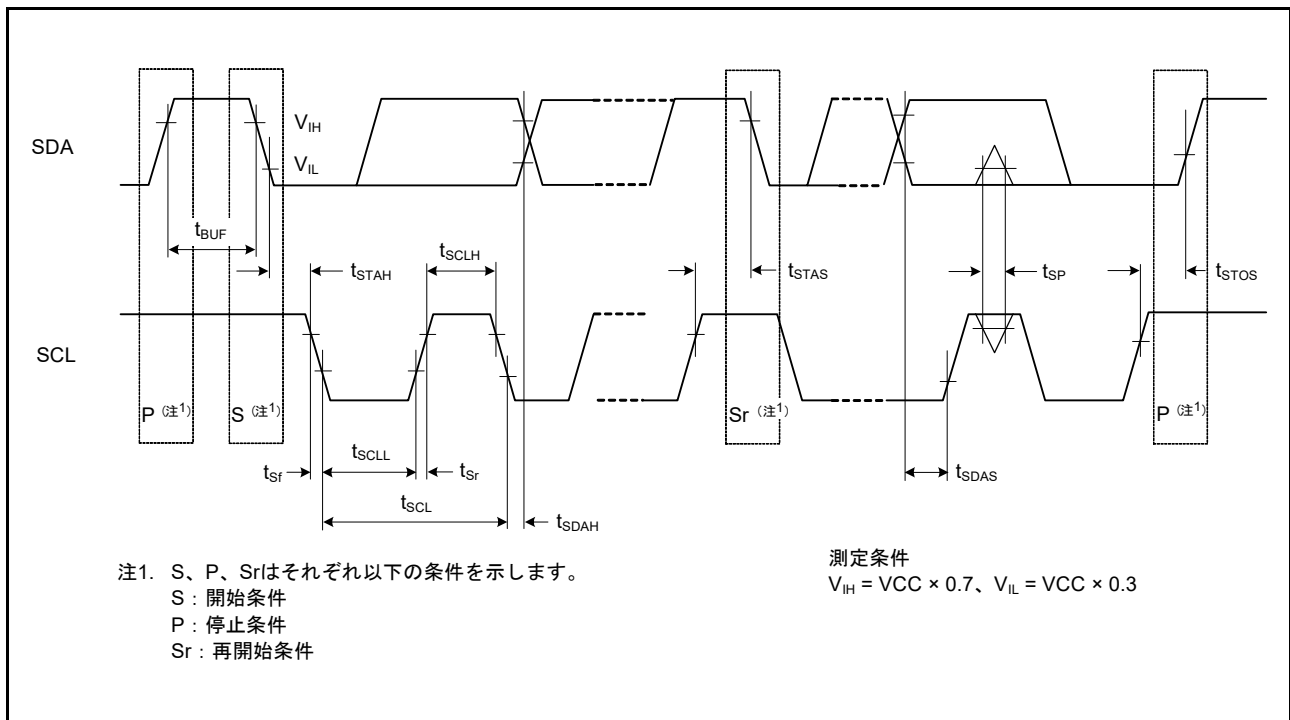 SDA
V_IH
V_IL
t_BUF
t_STAH
t_SCLH
t_STAS
t_SP
t_STOS
SCL
P（注1）
S（注1）
Sr（注1）
P（注1）
t_Sf
t_SCLL
t_Sr
t_SDAS
t_SCL
t_SDAH
注1. S、P、Srはそれぞれ以下の条件を示します。
S：開始条件
P：停止条件
Sr：再開始条件
測定条件
V_IH = VCC × 0.7、V_IL = VCC × 0.3